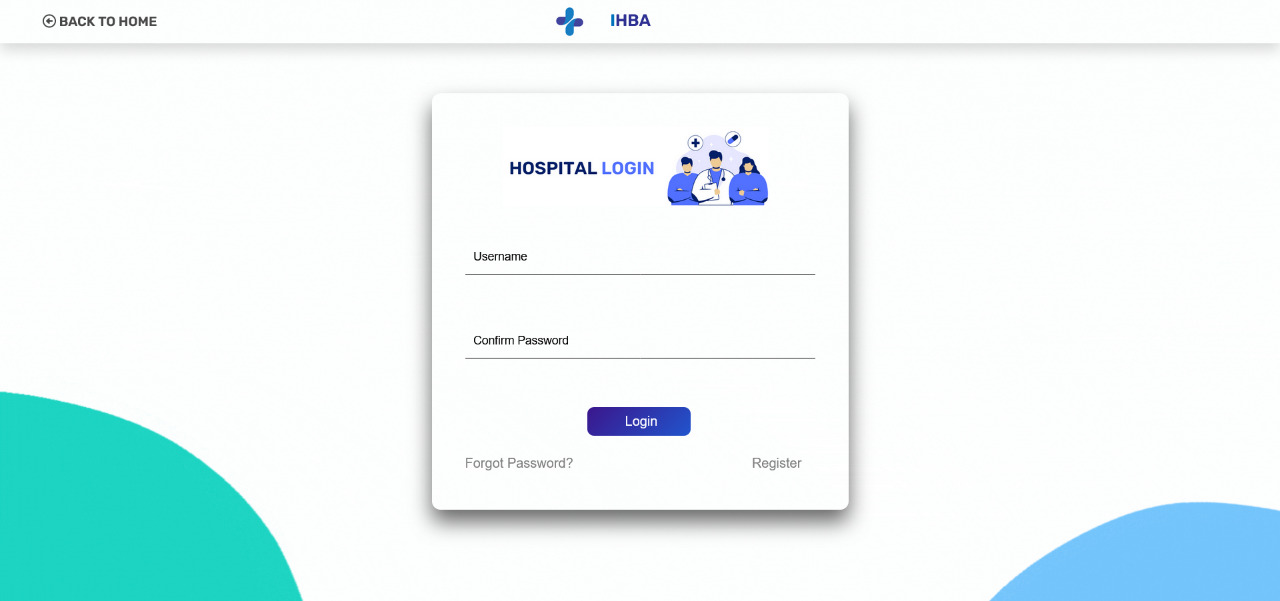 BACK TO HOME
IHBA
HOSPITAL LOGIN
Username
Confirm Password
Login
Forgot Password?
Register